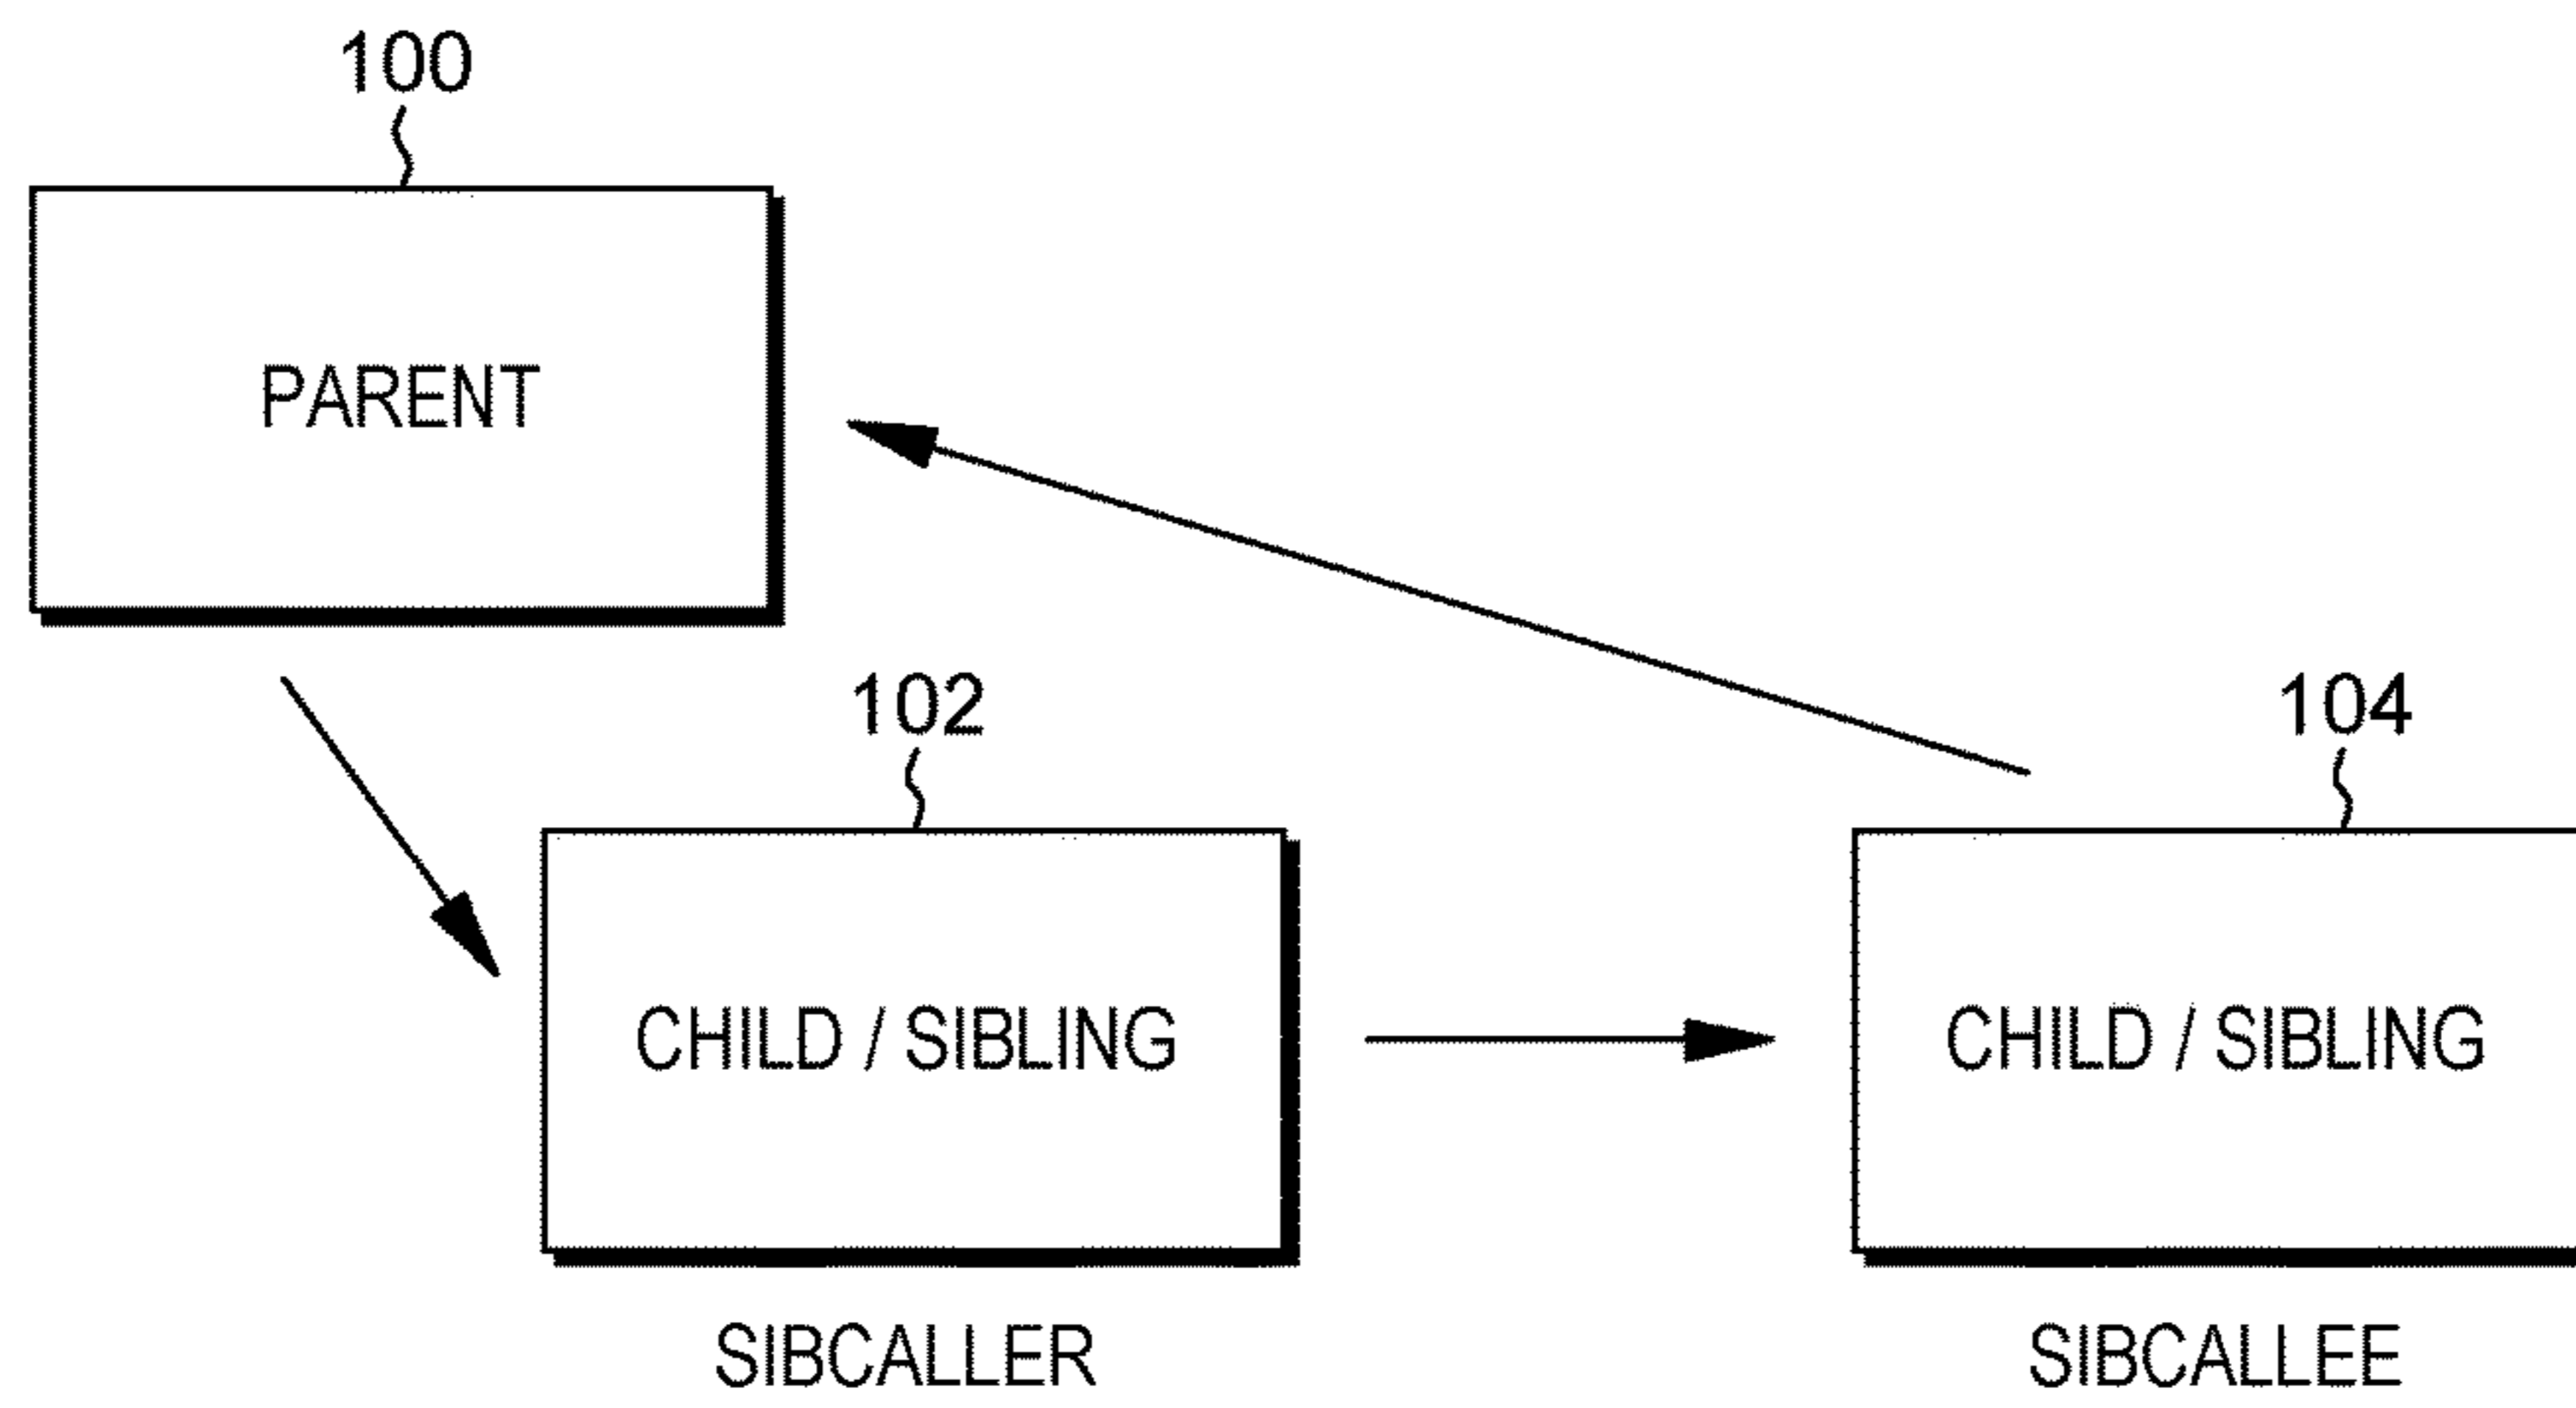 100
PARENT
102
104
CHILD / SIBLING
CHILD / SIBLING
SIBCALLER
SIBCALLEE